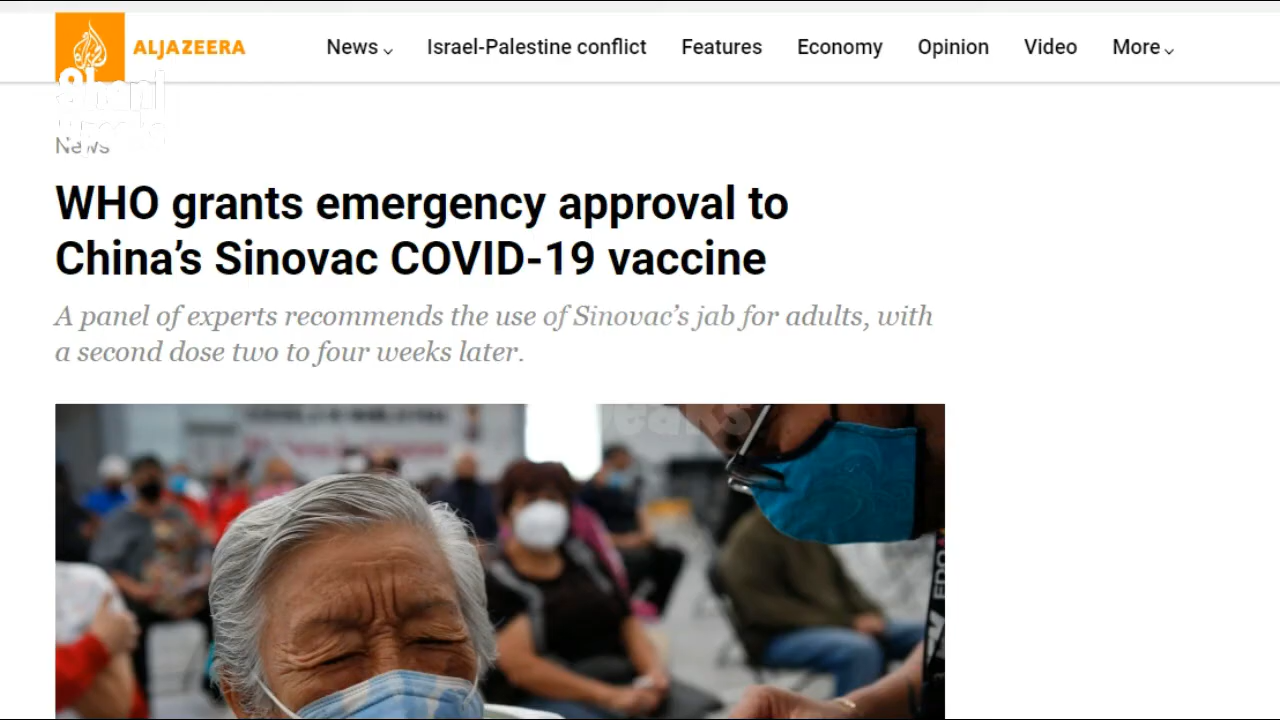 ALJAZEERA
News
Israel-Palestine conflict
Features
Economy
Opinion
Video
More
Shani
News
WHO grants emergency approval to
China's Sinovac COVID-19 vaccine
A panel of experts recommends the use of Sinovac's jab for adults, with
a second dose two to four weeks later.